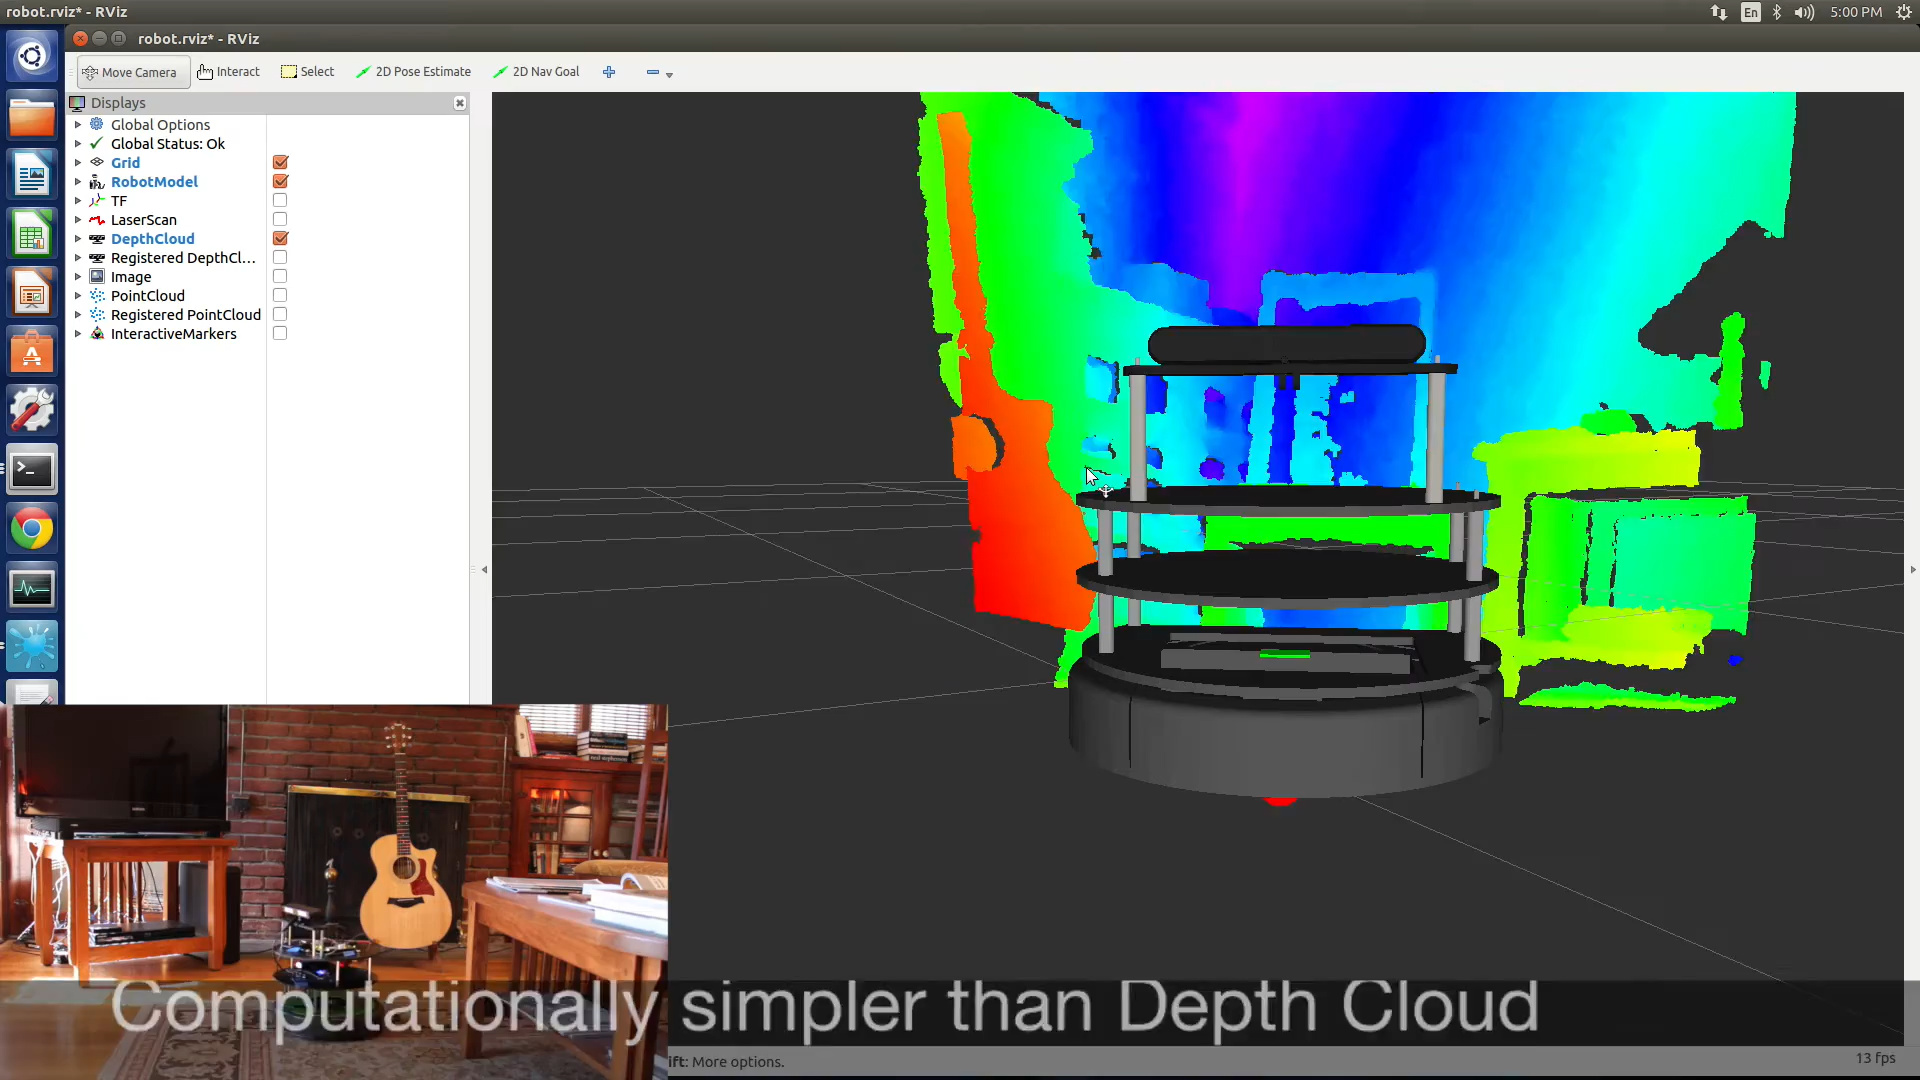 robot.rviz* - RViz
En
5:00 PM
robot.rviz* - RViz
Move Camera
Interact
Select
2D Pose Estimate
2D Nav Goal
Displays
Global Options
Global Status: Ok
Grid
RobotModel
TF
LaserScan
DepthCloud
Registered DepthCl...
Image
PointCloud
Registered PointCloud
InteractiveMarkers
Computationally simpler than Depth Cloud
ift: More options.
13 fps